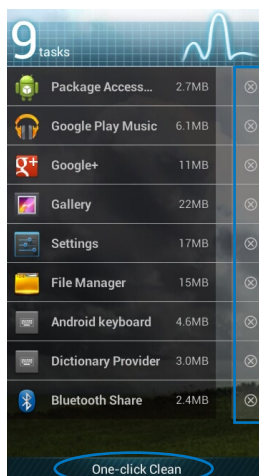 9 tasks
Package Access... 2.7MB
Google Play Music 6.1MB
Google+ 11MB
Gallery 22MB
Settings 17MB
File Manager 15MB
Android keyboard 4.6MB
Dictionary Provider 3.0MB
Bluetooth Share 2.4MB
One-click Clean